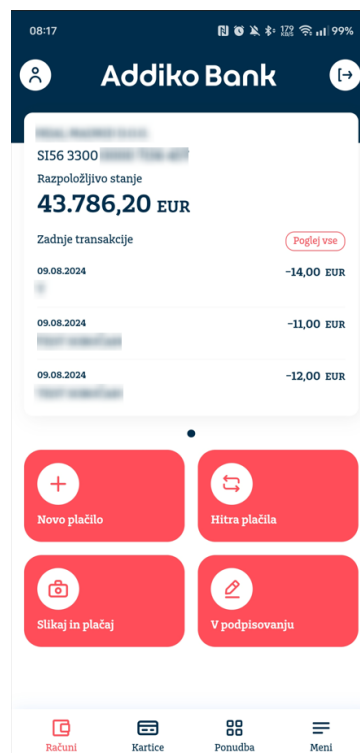 08:17
179 KB/S 99%
Addiko Bank
SI56 3300
Razpoložljivo stanje
43.786,20 EUR
Zadnje transakcije
Poglej vse
09.08.2024
-14,00 EUR
09.08.2024
-11,00 EUR
09.08.2024
-12,00 EUR
Novo plačilo
Hitra plačila
Slikaj in plačaj
V podpisovanju
Računi
Kartice
Ponudba
Meni